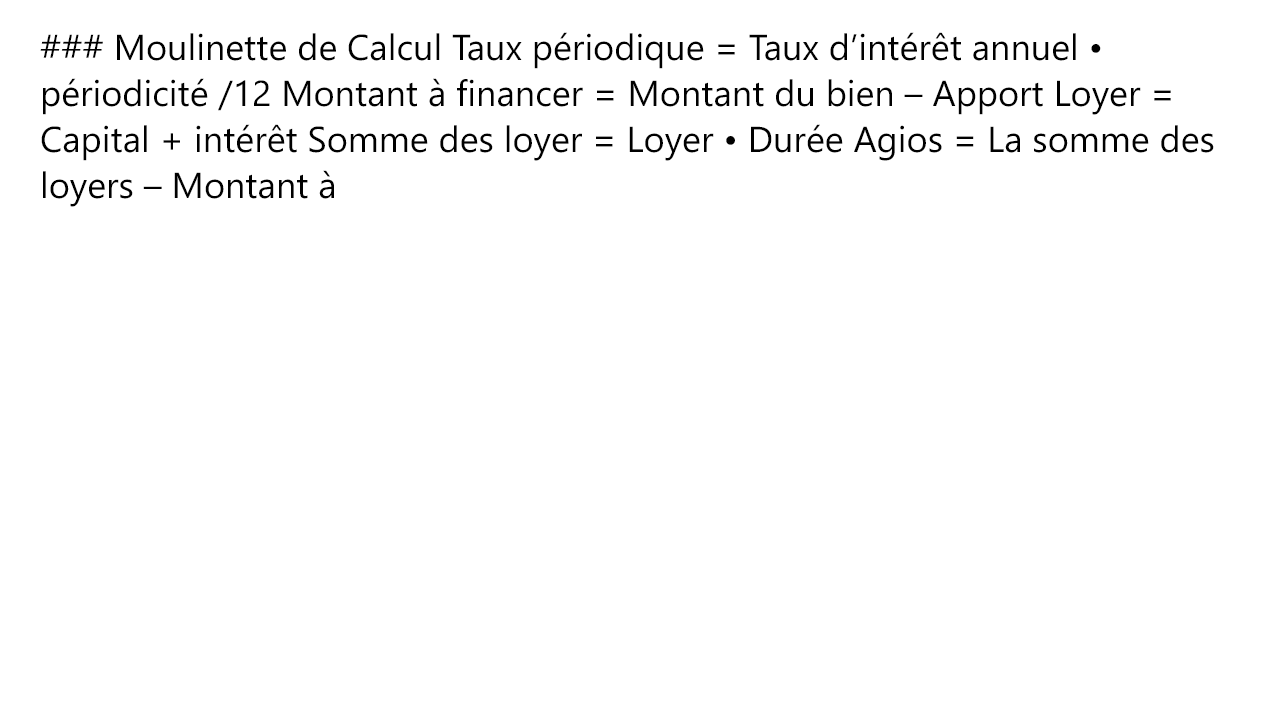 ### Moulinette de Calcul Taux périodique = Taux d’intérêt annuel •
périodicité /12 Montant à financer = Montant du bien – Apport Loyer =
Capital + intérêt Somme des loyer = Loyer • Durée Agios = La somme des
loyers – Montant à